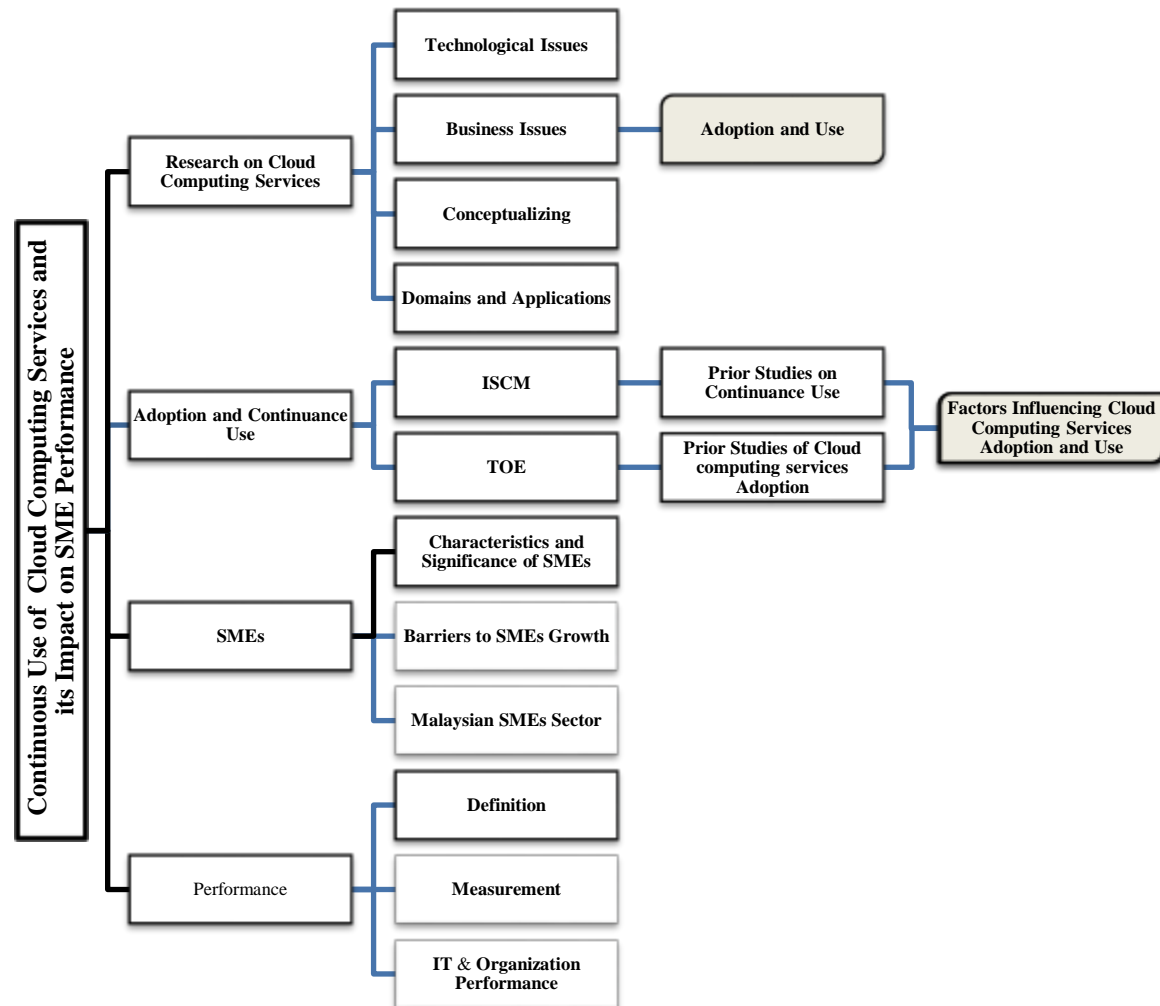 Continuous Use of Cloud Computing Services and
its Impact on SME Performance
Research on Cloud
Computing Services
Technological Issues
Business Issues
Adoption and Use
Conceptualizing
Domains and Applications
Adoption and Continuance
Use
ISCM
Prior Studies on
Continuance Use
TOE
Prior Studies of Cloud
computing services
Adoption
Factors Influencing Cloud
Computing Services
Adoption and Use
SMEs
Characteristics and
Significance of SMEs
Barriers to SMEs Growth
Malaysian SMEs Sector
Performance
Definition
Measurement
IT & Organization
Performance